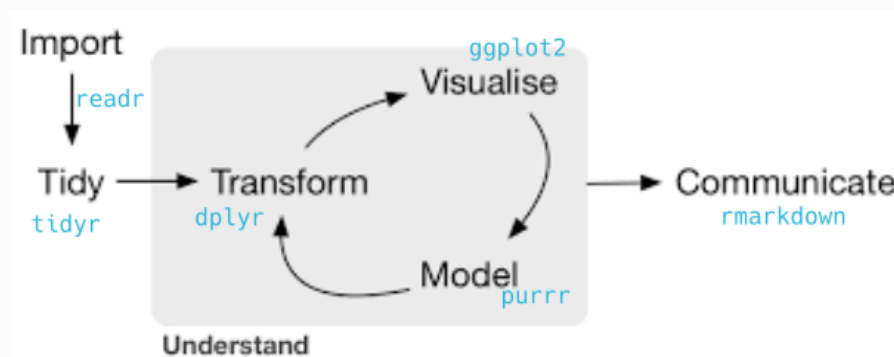 Import
readr
Tidy
tidyr
Transform
dplyr
ggplot2
Visualise
Model
purrr
Understand
Communicate
rmarkdown